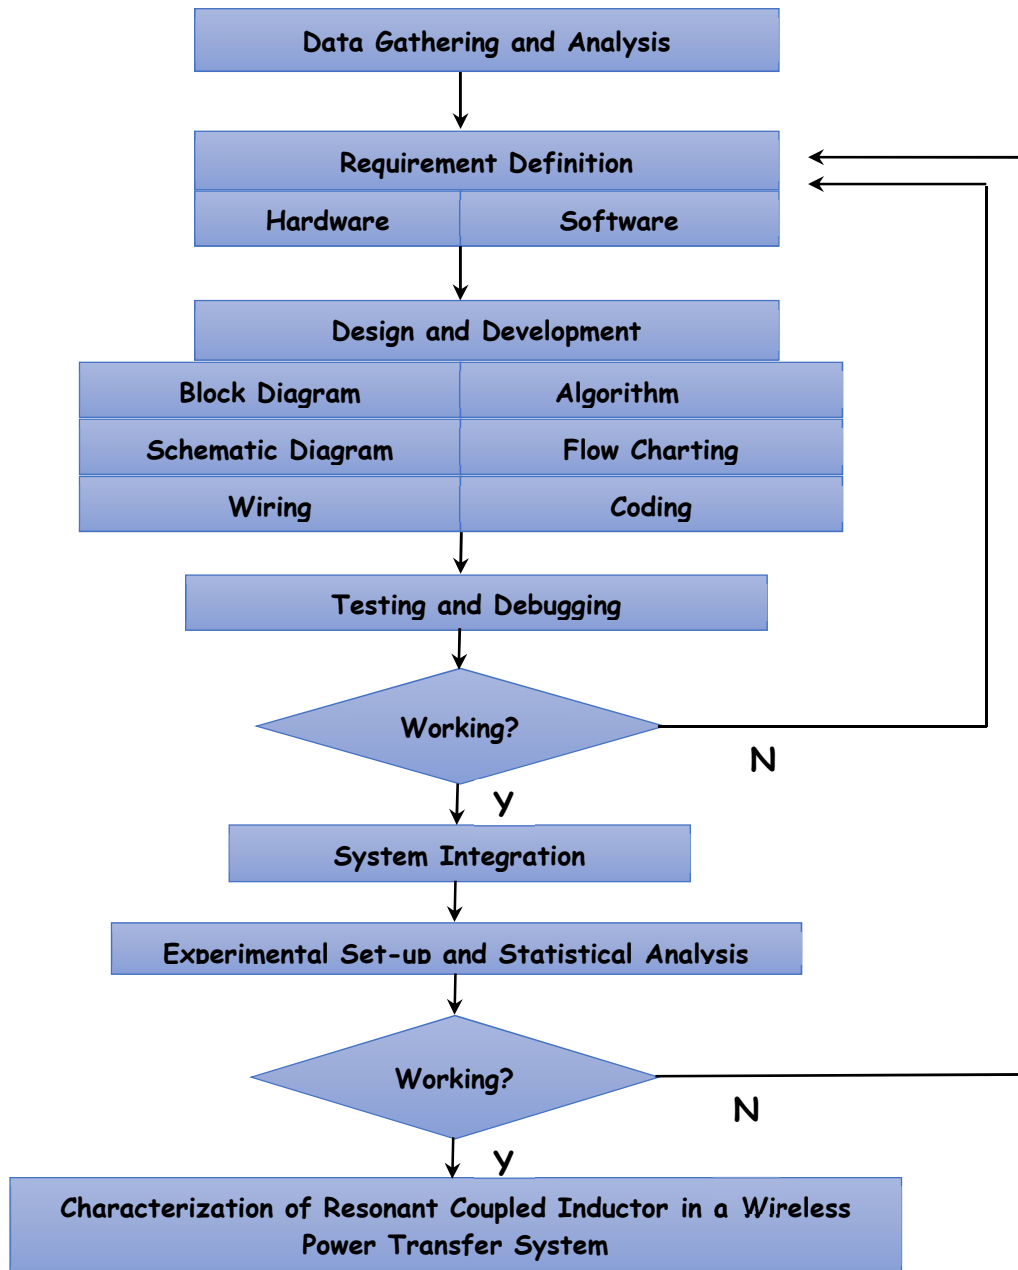 Data Gathering and Analysis
Requirement Definition
Hardware
Software
Design and Development
Block Diagram
Algorithm
Schematic Diagram
Flow Charting
Wiring
Coding
Testing and Debugging
Working?
N
Y
System Integration
Experimental Set-up and Statistical Analysis
Working?
N
Y
Characterization of Resonant Coupled Inductor in a Wireless
Power Transfer System